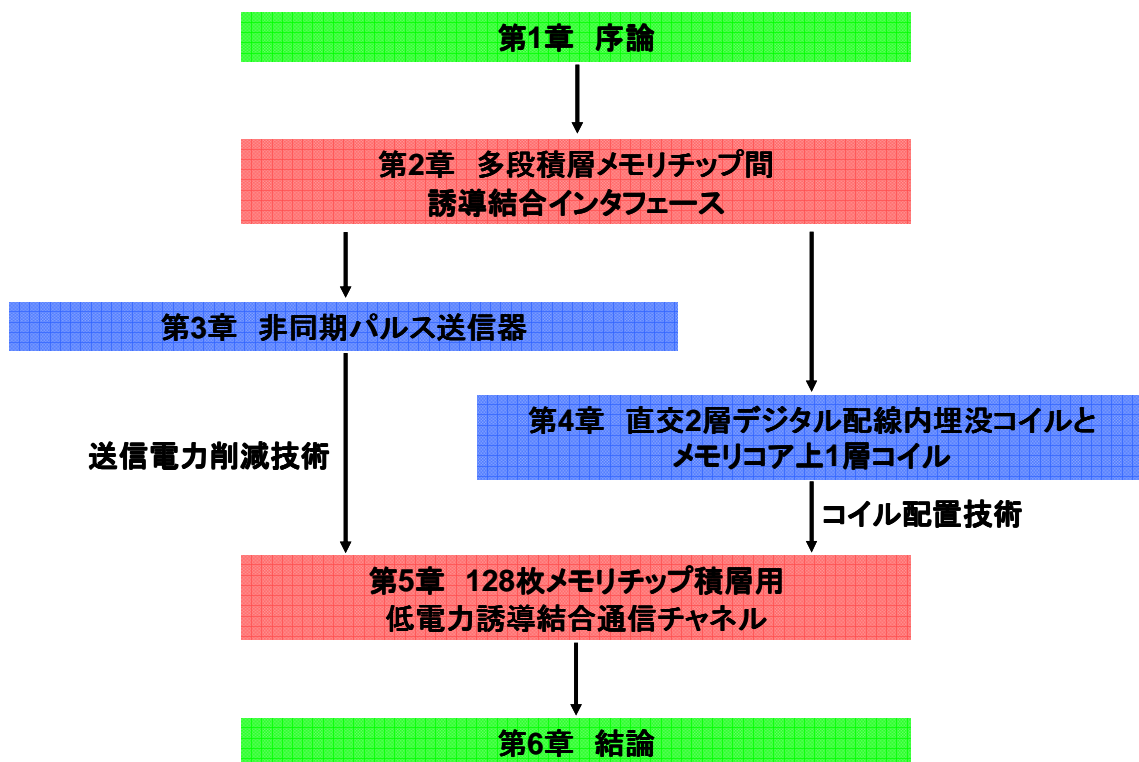 第1章 序論
第2章 多段積層メモリチップ間
誘導結合インタフェース
第3章 非同期パルス送信器
第4章 直交2層デジタル配線内埋没コイルと
メモリコア上1層コイル
送信電力削減技術
コイル配置技術
第5章 128枚メモリチップ積層用
低電力誘導結合通信チャネル
第6章 結論